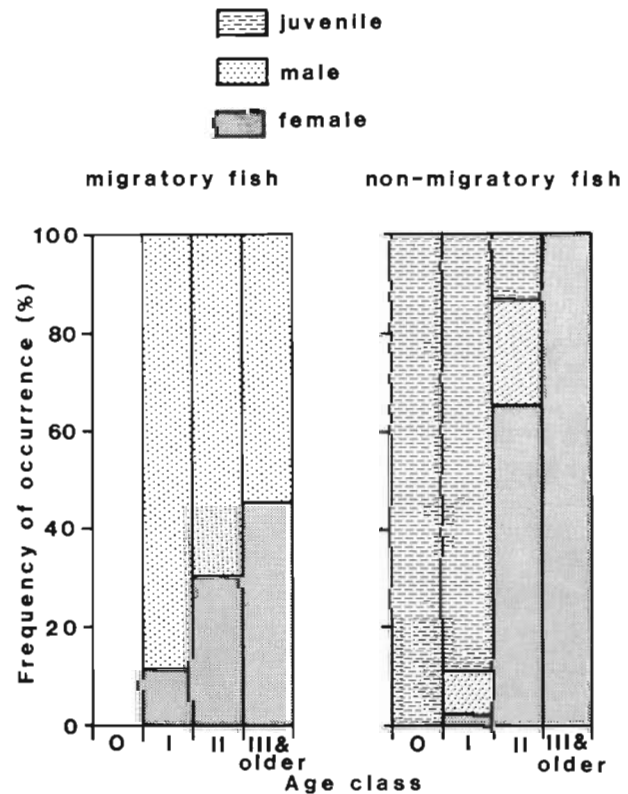 juvenile
male
female
migratory fish
non-migratory fish
Frequency of occurrence (%)
100
80
60
40
20
0
O I II III&
older
O I II III&
older
Age class